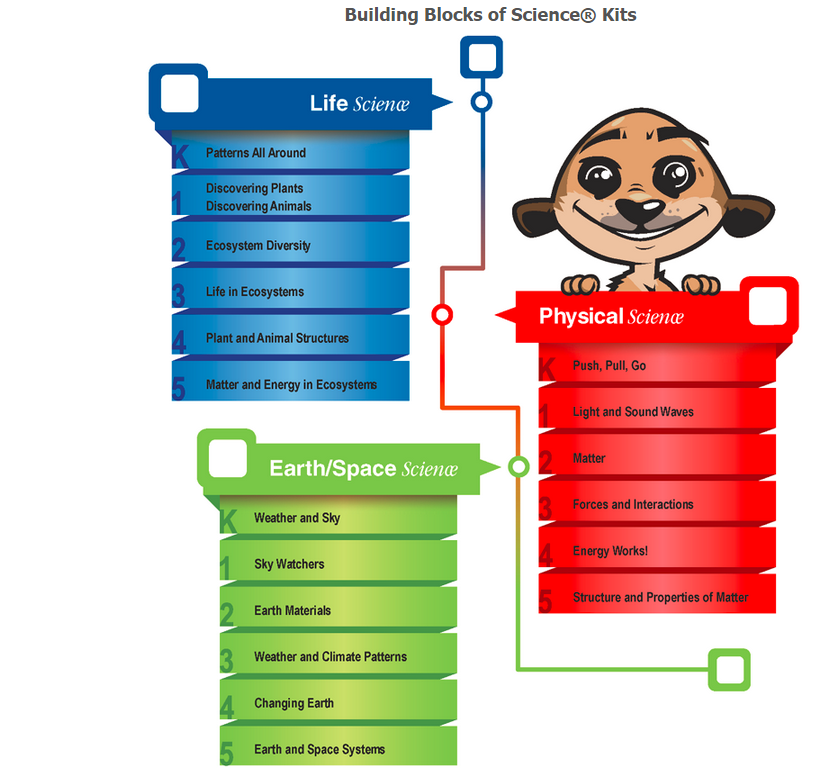 Building Blocks of Science® Kits
Life Science
K Patterns All Around
1 Discovering Plants
Discovering Animals
2 Ecosystem Diversity
3 Life in Ecosystems
4 Plant and Animal Structures
5 Matter and Energy in Ecosystems
Physical Science
K Push, Pull, Go
1 Light and Sound Waves
2 Matter
3 Forces and Interactions
4 Energy Works!
5 Structure and Properties of Matter
Earth/Space Science
K Weather and Sky
1 Sky Watchers
2 Earth Materials
3 Weather and Climate Patterns
4 Changing Earth
5 Earth and Space Systems